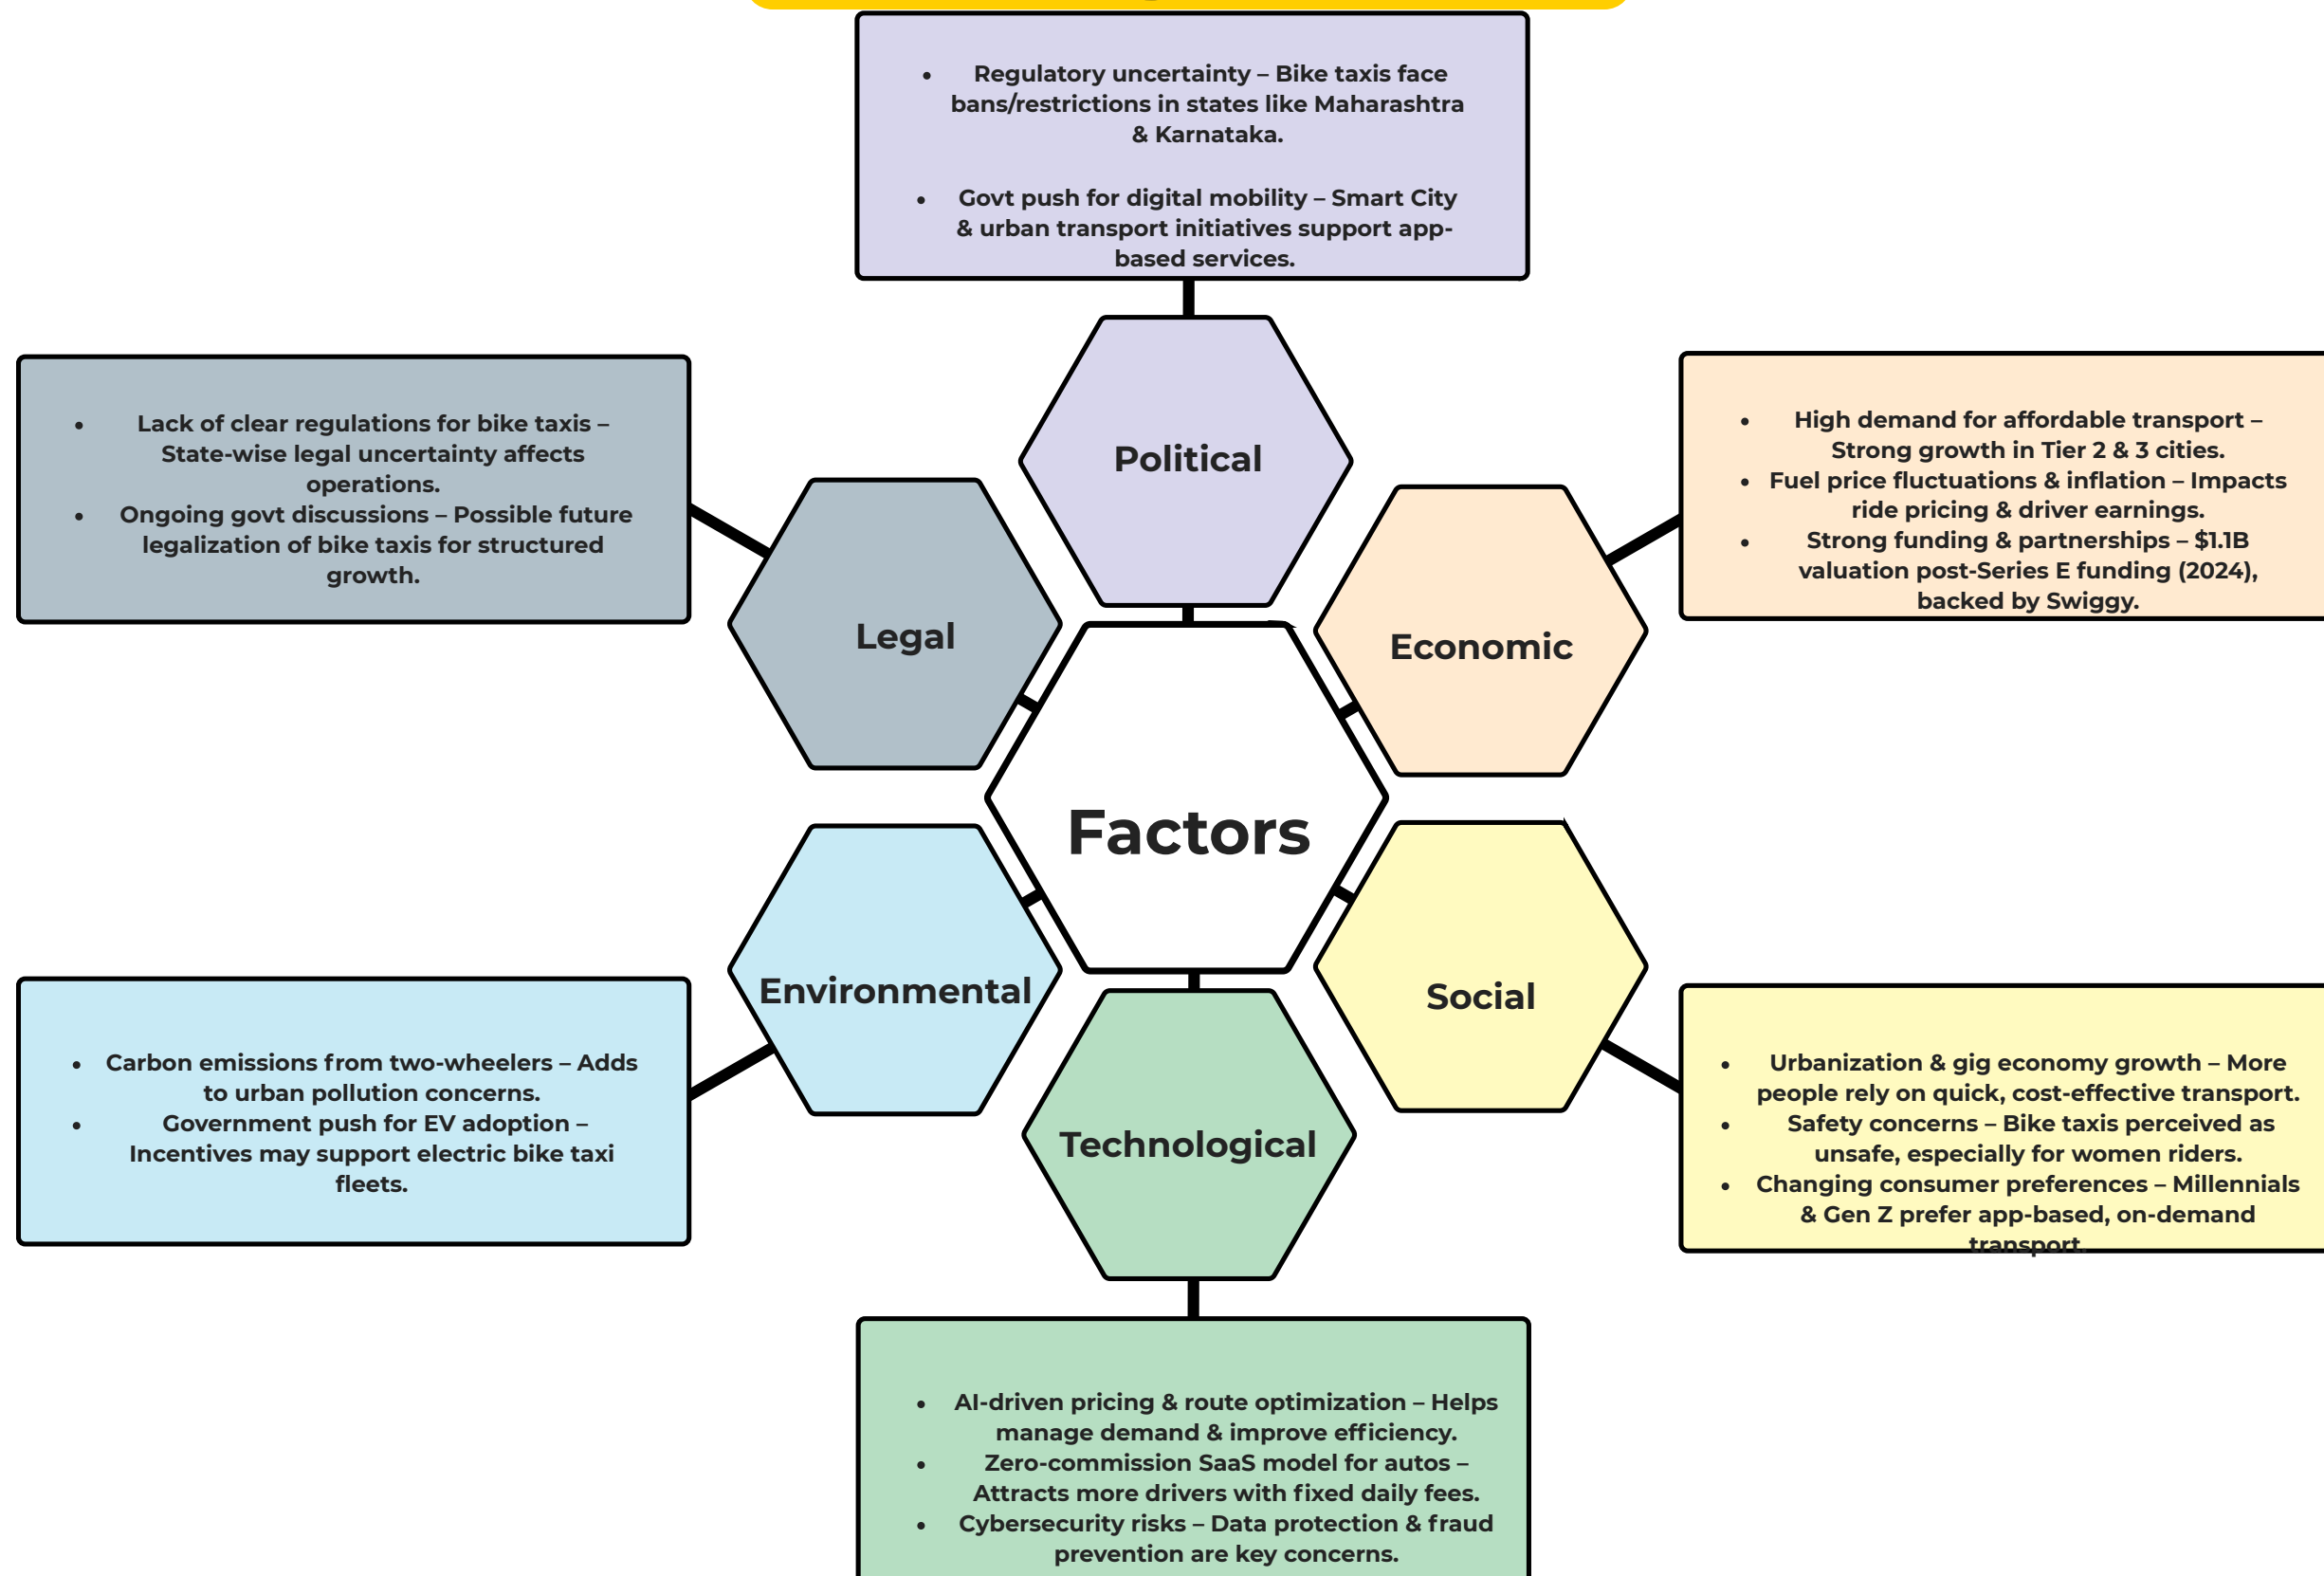 • Regulatory uncertainty – Bike taxis face
bans/restrictions in states like Maharashtra
& Karnataka.
• Govt push for digital mobility – Smart City
& urban transport initiatives support app-
based services.
Political
• Lack of clear regulations for bike taxis –
State-wise legal uncertainty affects
operations.
• Ongoing govt discussions – Possible future
legalization of bike taxis for structured
growth.
Legal
• High demand for affordable transport –
Strong growth in Tier 2 & 3 cities.
• Fuel price fluctuations & inflation – Impacts
ride pricing & driver earnings.
• Strong funding & partnerships – $1.1B
valuation post-Series E funding (2024),
backed by Swiggy.
Economic
Factors
Environmental
• Carbon emissions from two-wheelers – Adds
to urban pollution concerns.
• Government push for EV adoption –
Incentives may support electric bike taxi
fleets.
Social
• Urbanization & gig economy growth – More
people rely on quick, cost-effective transport.
• Safety concerns – Bike taxis perceived as
unsafe, especially for women riders.
• Changing consumer preferences – Millennials
& Gen Z prefer app-based, on-demand
transport.
Technological
• AI-driven pricing & route optimization – Helps
manage demand & improve efficiency.
• Zero-commission SaaS model for autos –
Attracts more drivers with fixed daily fees.
• Cybersecurity risks – Data protection & fraud
prevention are key concerns.